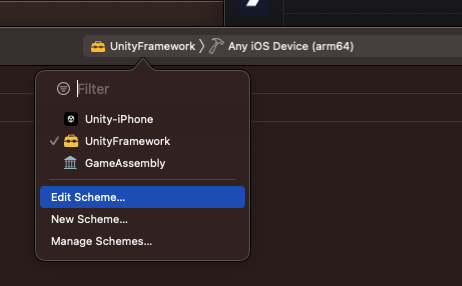 UnityFramework 〉 Any iOS Device (arm64)
Filter
Unity-iPhone
✓ UnityFramework
GameAssembly
Edit Scheme...
New Scheme...
Manage Schemes...